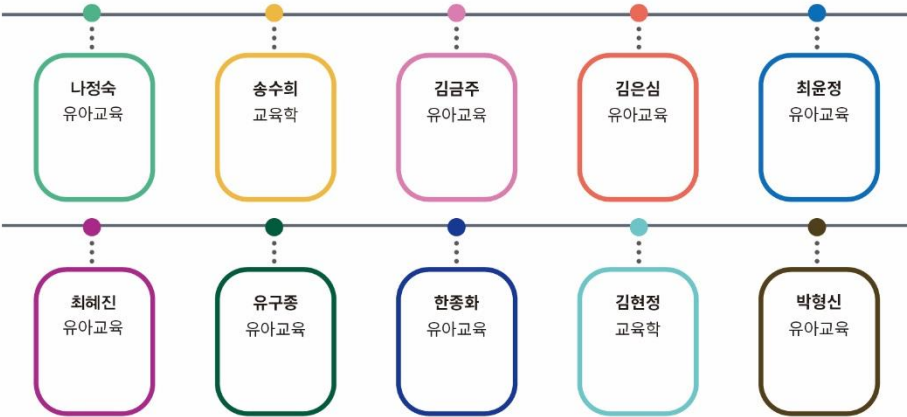 나정숙
유아교육
송수희
교육학
김금주
유아교육
김은심
유아교육
최윤정
유아교육
최혜진
유아교육
유구종
유아교육
한종화
유아교육
김현정
교육학
박형신
유아교육